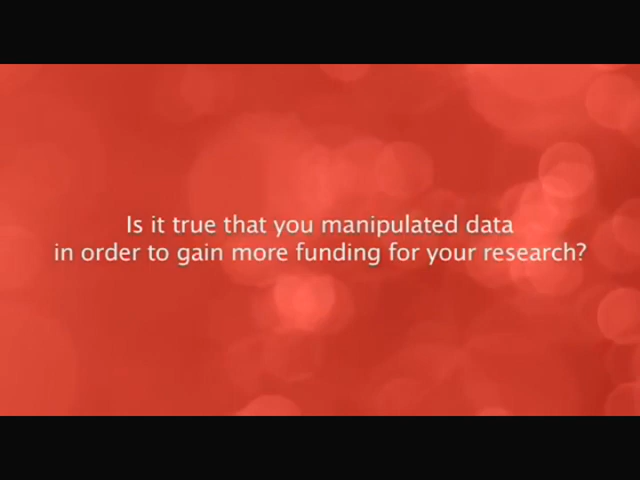 Is it true that you manipulated data
in order to gain more funding for your research?